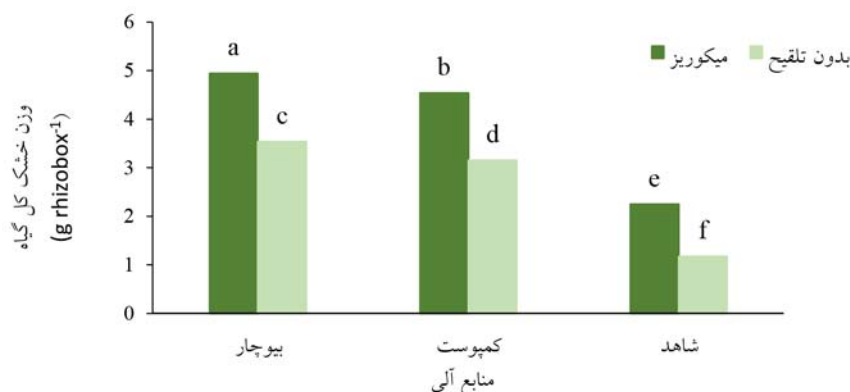 وزن خشک کل گیاه
(g rhizobox-1)
6
5
4
3
2
1
0
a
c
b
d
e
f
میکوریز
بدون تلقیح
بیوچار
کمپوست
شاهد
منابع آلی